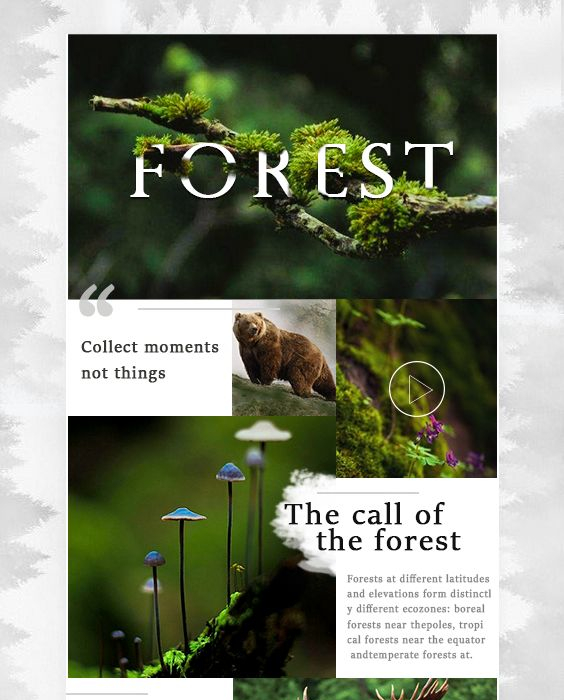 FOREST
“
Collect moments
not things
The call of
the forest
Forests at different latitudes
and elevations form distinctl
y different ecozones: boreal
forests near thepoles, tropi
cal forests near the equator
andtemperate forests at.